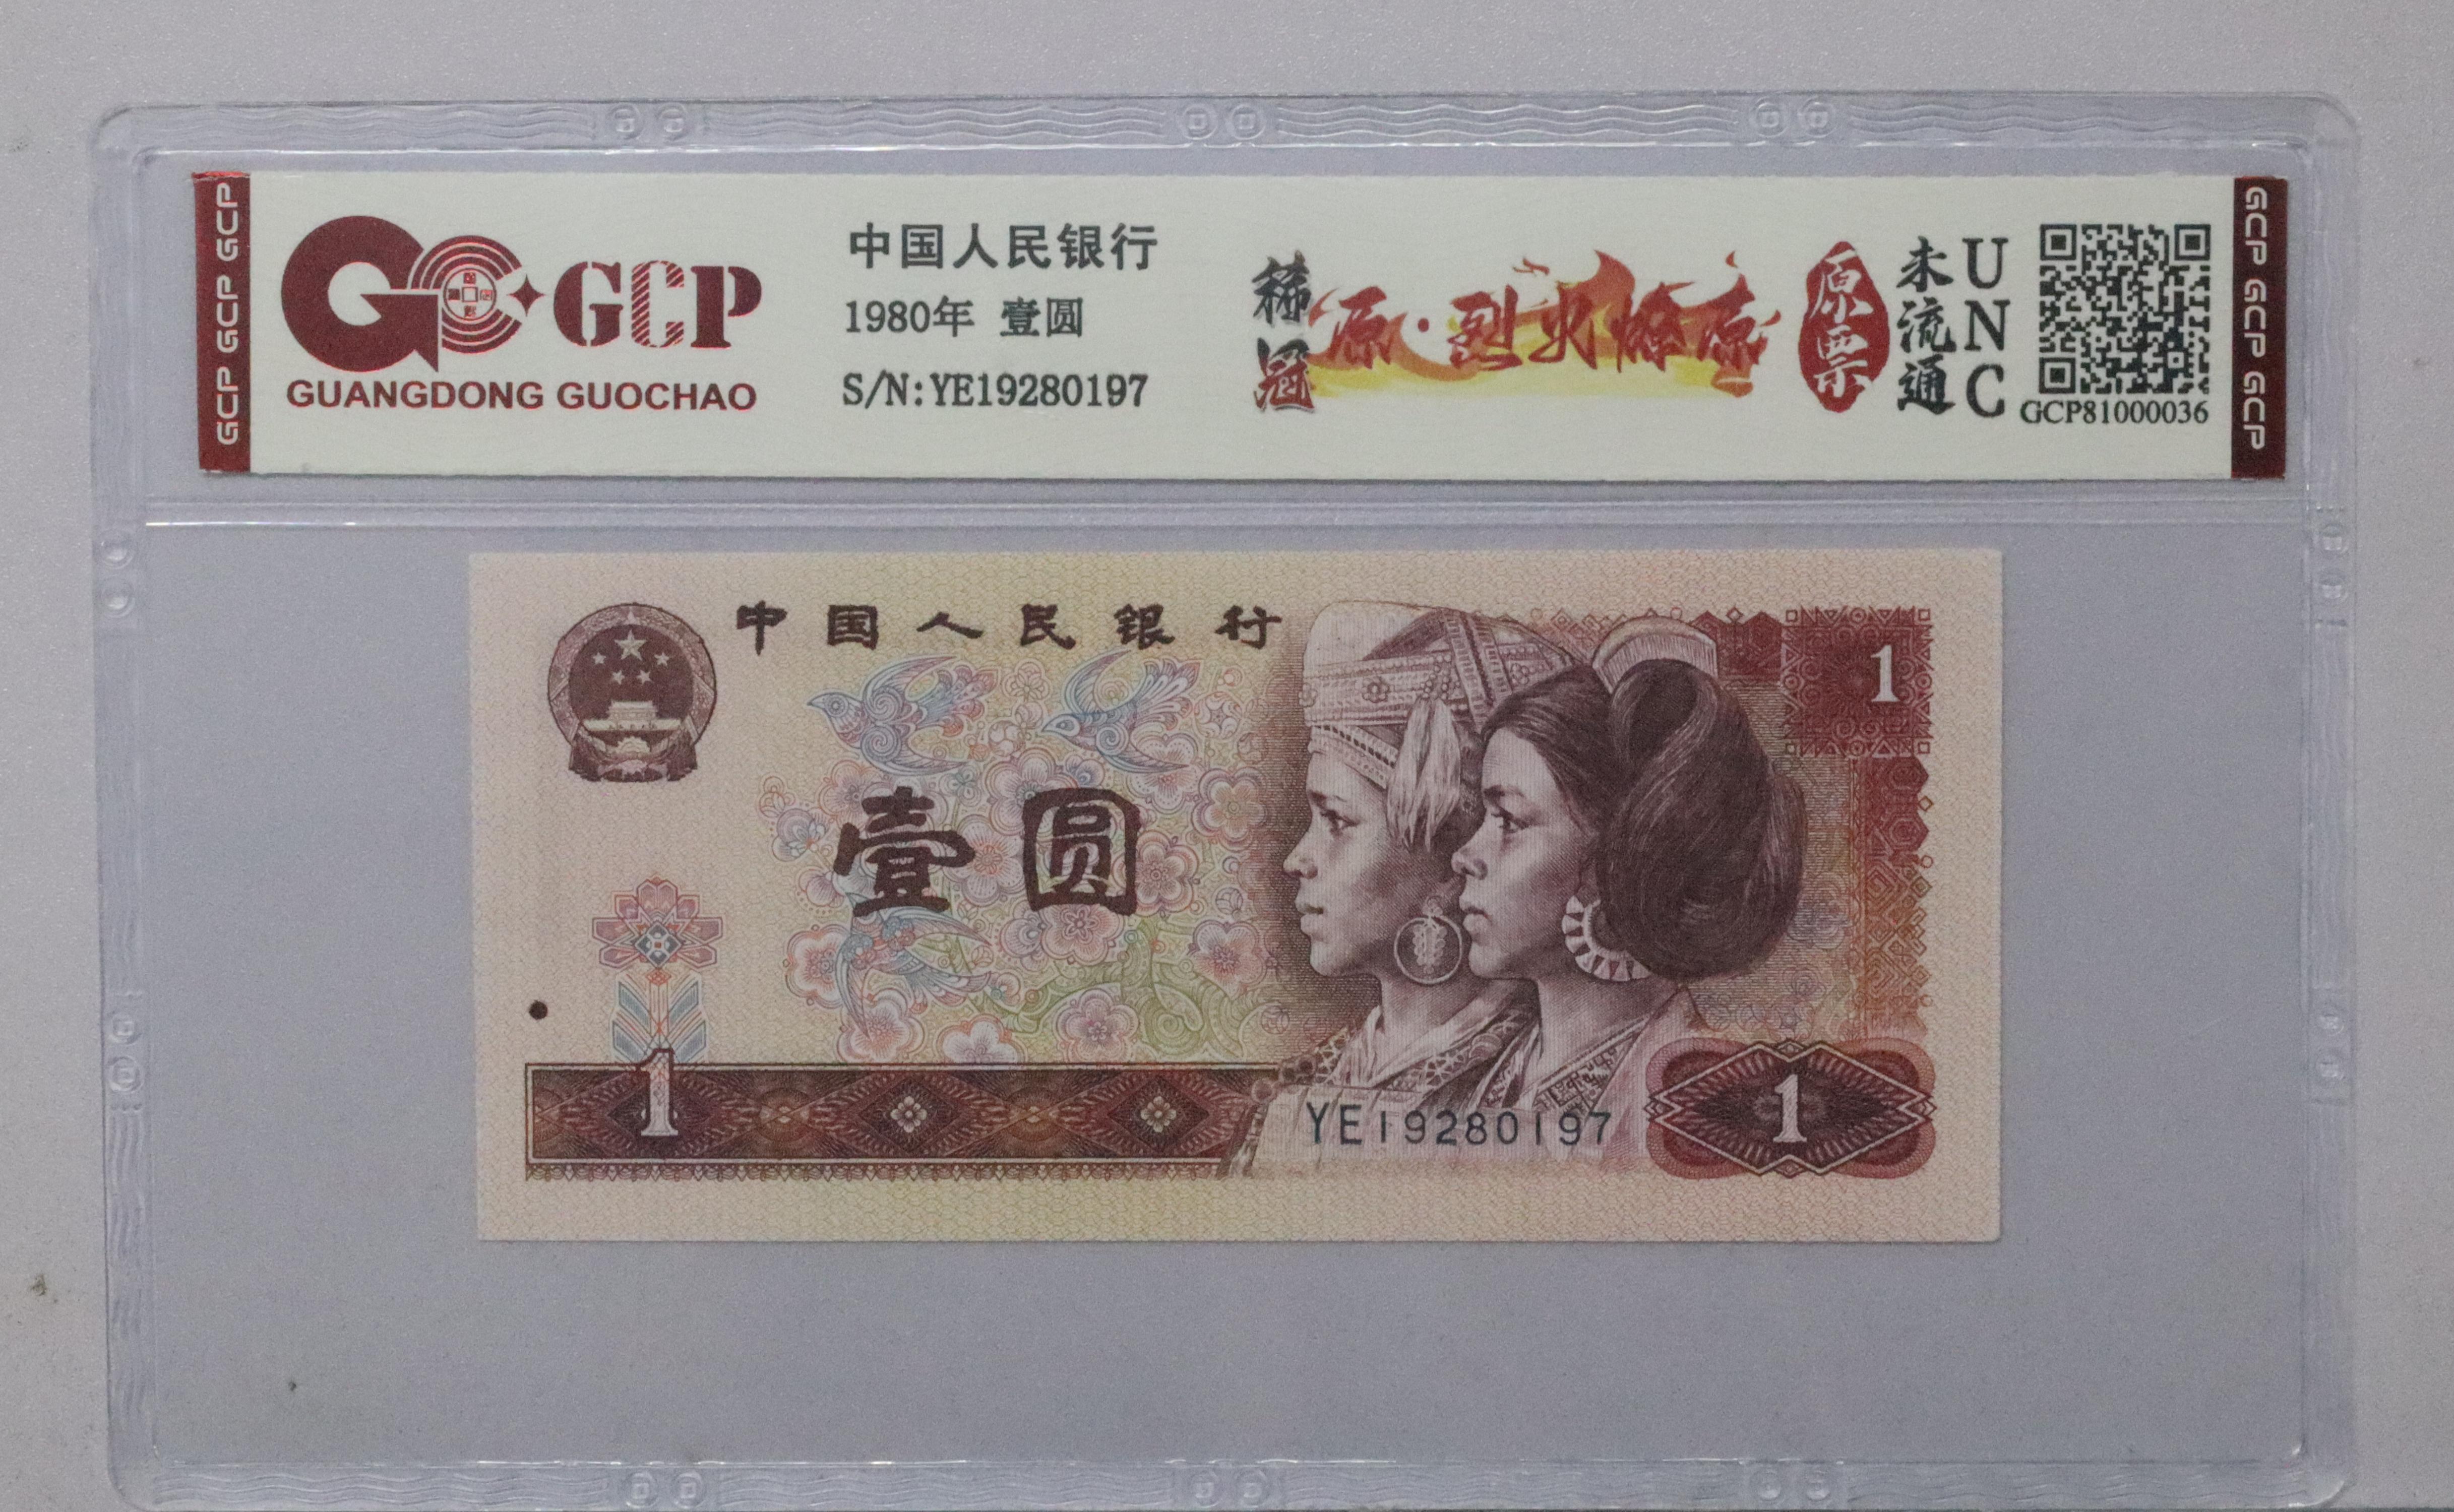 GCP GCP GCP
GCP
GUANGDONG GUOCHAO
中国人民银行
1980年 壹圆
S/N:YE19280197
稀冠
原·烈火燎原
原票
未流通
UNC
GCP81000036
GCP GCP GCP
中国人民银行
1
壹圆
1
YE19280197
1